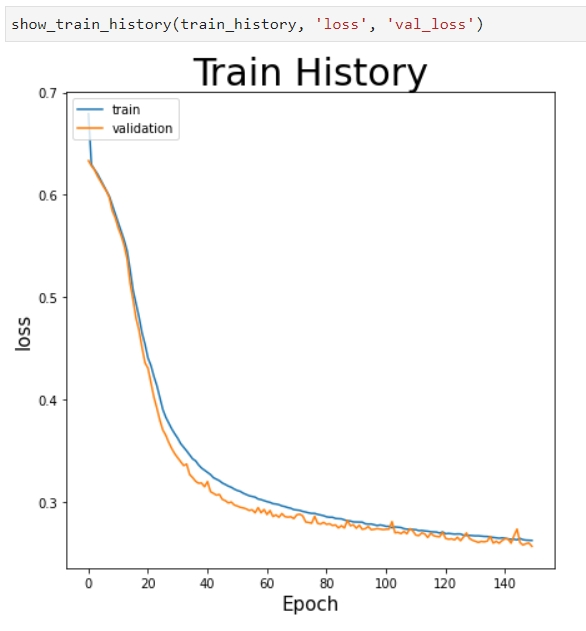 show_train_history(train_history, 'loss', 'val_loss')
Train History
train
validation
0.7
0.6
0.5
0.4
0.3
loss
0 20 40 60 80 100 120 140
Epoch